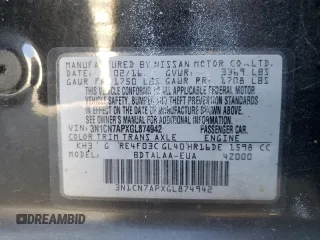 MANUFACTURED BY NISSAN MOTOR CO., LTD.
DATE: 02/16 GVWR: 3369 LBS
GAWR FR: 1750 LBS GAWR RR: 1708 LBS
THIS VEHICLE CONFORMS TO ALL APPLICABLE
FEDERAL MOTOR VEHICLE SAFETY, BUMPER,
AND THEFT PREVENTION STANDARDS IN EFFECT
ON THE DATE OF MANUFACTURE SHOWN ABOVE.
SEE OWNER'S MANUAL FOR ADDITIONAL INFORMATION
VIN: 3N1CN7APXGL874942 PASSENGER CAR.
COLOR TRIM TRANS AXLE ENGINE
KH3 G RE4F03C GL40 HR16DE 1598 CC
BDTALAA-EUA 4Z000
3N1CN7APXGL874942
statebidfax